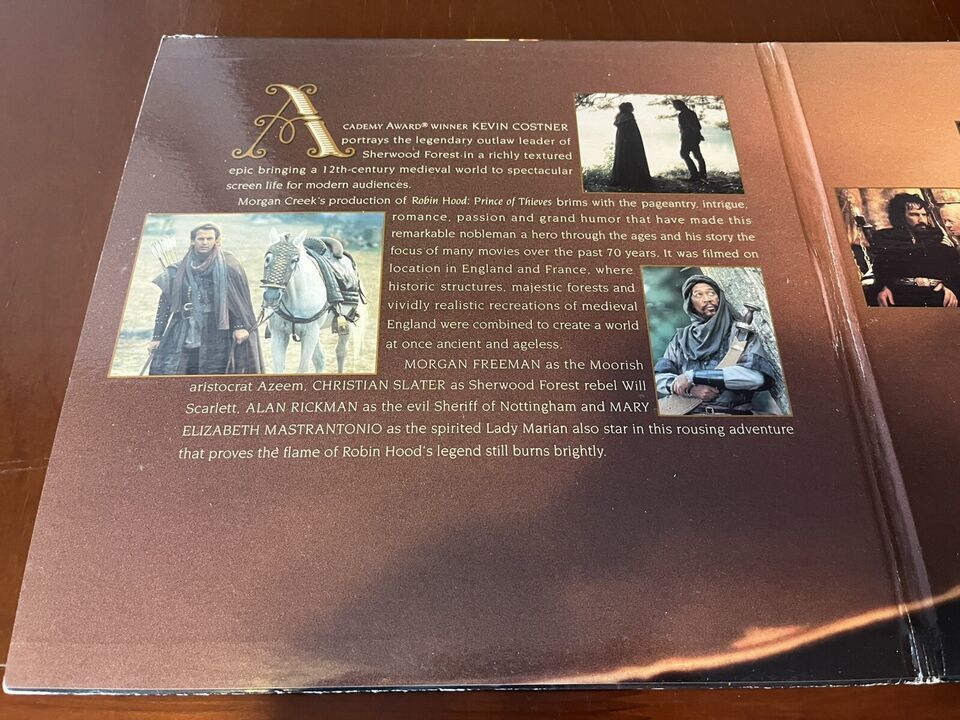 ACADEMY AWARD® WINNER KEVIN COSTNER
portrays the legendary outlaw leader of
Sherwood Forest in a richly textured
epic bringing a 12th-century medieval world to spectacular
screen life for modern audiences.
Morgan Creek's production of Robin Hood: Prince of Thieves brims with the pageantry, intrigue,
romance, passion and grand humor that have made this
remarkable nobleman a hero through the ages and his story the
focus of many movies over the past 70 years. It was filmed on
location in England and France, where
historic structures, majestic forests and
vividly realistic recreations of medieval
England were combined to create a world
at once ancient and ageless.
MORGAN FREEMAN as the Moorish
aristocrat Azeem, CHRISTIAN SLATER as Sherwood Forest rebel Will
Scarlett, ALAN RICKMAN as the evil Sheriff of Nottingham and MARY
ELIZABETH MASTRANTONIO as the spirited Lady Marian also star in this rousing adventure
that proves the flame of Robin Hood's legend still burns brightly.